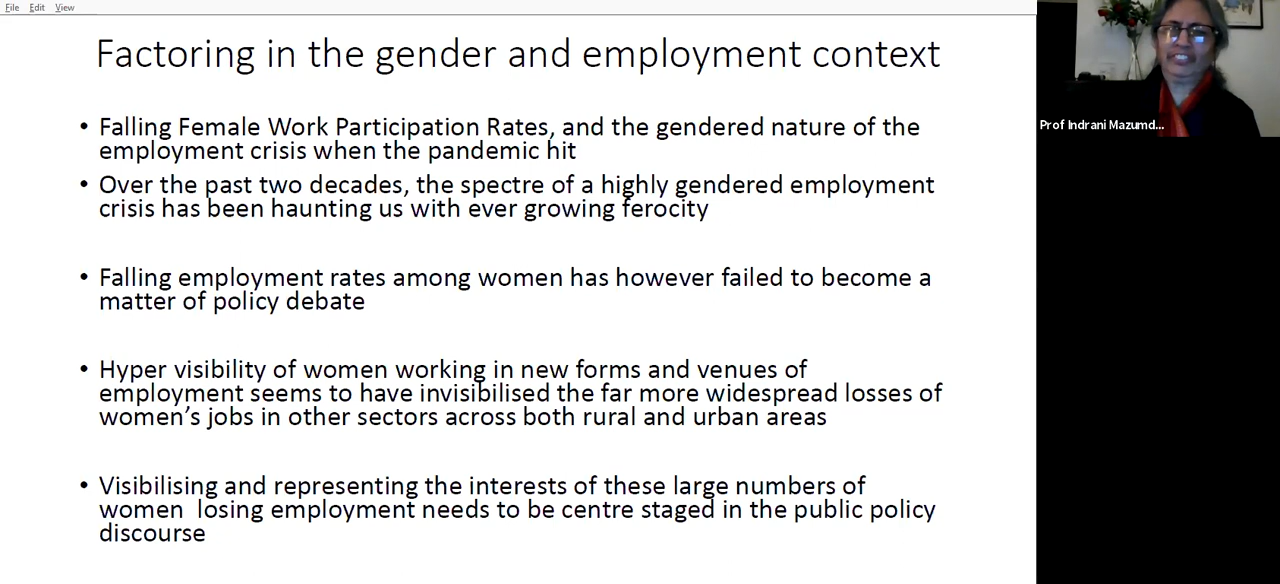 File Edit View
Factoring in the gender and employment context
• Falling Female Work Participation Rates, and the gendered nature of the
employment crisis when the pandemic hit
• Over the past two decades, the spectre of a highly gendered employment
crisis has been haunting us with ever growing ferocity
• Falling employment rates among women has however failed to become a
matter of policy debate
• Hyper visibility of women working in new forms and venues of
employment seems to have invisibilised the far more widespread losses of
women’s jobs in other sectors across both rural and urban areas
• Visibilising and representing the interests of these large numbers of
women  losing employment needs to be centre staged in the public policy
discourse
Prof Indrani Mazumd...